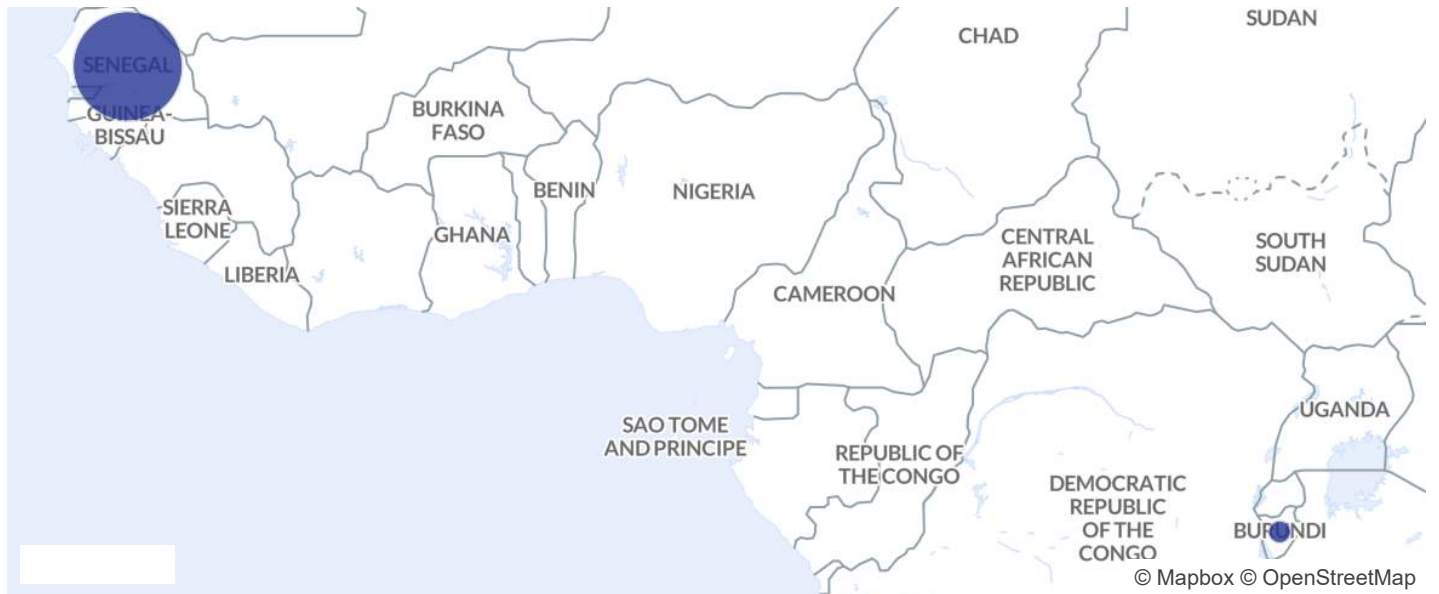 SUDAN
CHAD
SENEGAL
GUINEA-
BISSAU
BURKINA
FASO
BENIN
NIGERIA
SIERRA
LEONE
GHANA
LIBERIA
CENTRAL
AFRICAN
REPUBLIC
SOUTH
SUDAN
CAMEROON
UGANDA
SAO TOME
AND PRINCIPE
REPUBLIC OF
THE CONGO
DEMOCRATIC
REPUBLIC
OF THE
CONGO
BURUNDI
© Mapbox © OpenStreetMap